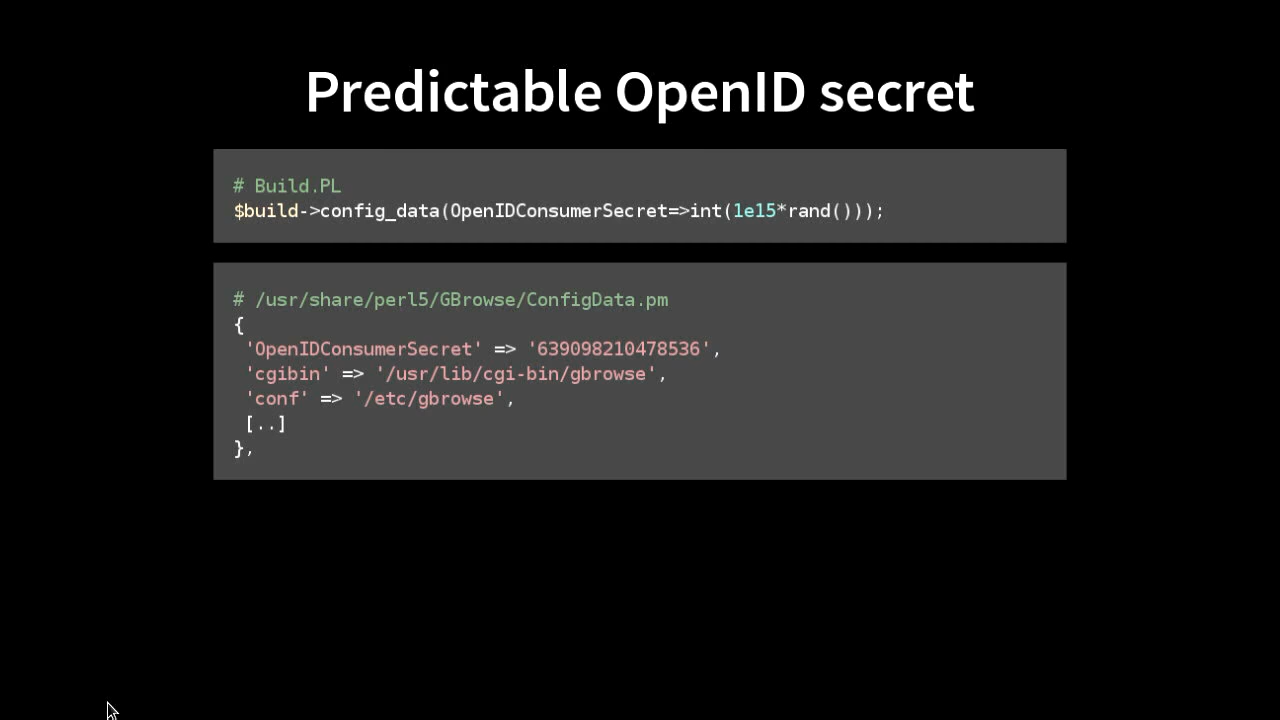 Predictable OpenID secret
# Build.PL
$build->config_data(OpenIDConsumerSecret=>int(1e15*rand()));
# /usr/share/perl5/GBrowse/ConfigData.pm
{
'OpenIDConsumerSecret' => '639098210478536',
'cgibin' => '/usr/lib/cgi-bin/gbrowse',
'conf' => '/etc/gbrowse',
[..]
},